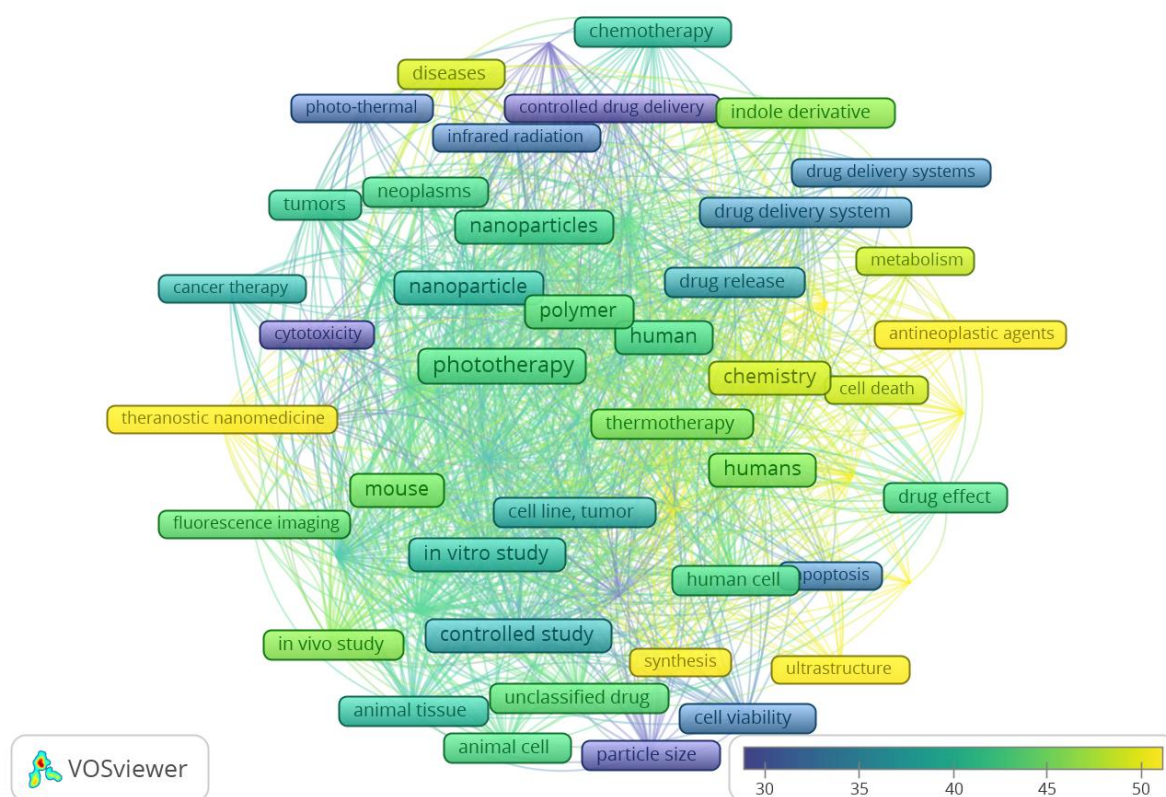 chemotherapy
diseases
photo-thermal
controlled drug delivery
indole derivative
infrared radiation
drug delivery systems
tumors
neoplasms
drug delivery system
nanoparticles
metabolism
cancer therapy
nanoparticle
drug release
polymer
cytotoxicity
human
antineoplastic agents
phototherapy
chemistry
cell death
theranostic nanomedicine
thermotherapy
humans
mouse
drug effect
fluorescence imaging
cell line, tumor
in vitro study
human cell
apoptosis
in vivo study
controlled study
synthesis
ultrastructure
animal tissue
unclassified drug
cell viability
animal cell
particle size
VOSviewer
30 35 40 45 50